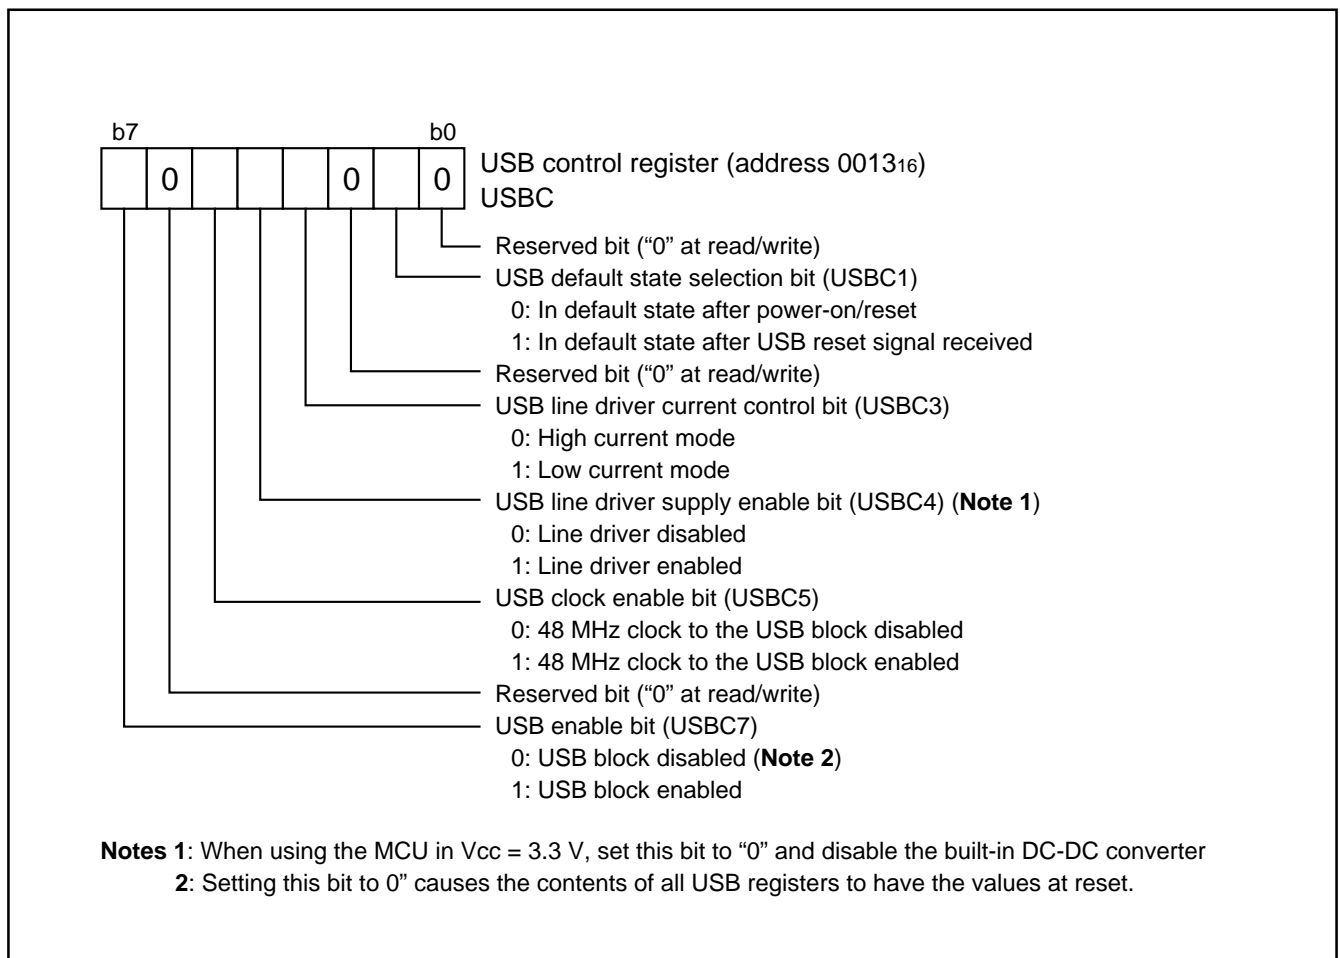 b7 b0
0 0 0
USB control register (address 0013₁₆)
USBC
Reserved bit (“0” at read/write)
USB default state selection bit (USBC1)
0: In default state after power-on/reset
1: In default state after USB reset signal received
Reserved bit (“0” at read/write)
USB line driver current control bit (USBC3)
0: High current mode
1: Low current mode
USB line driver supply enable bit (USBC4) (Note 1)
0: Line driver disabled
1: Line driver enabled
USB clock enable bit (USBC5)
0: 48 MHz clock to the USB block disabled
1: 48 MHz clock to the USB block enabled
Reserved bit (“0” at read/write)
USB enable bit (USBC7)
0: USB block disabled (Note 2)
1: USB block enabled
Notes 1: When using the MCU in Vcc = 3.3 V, set this bit to “0” and disable the built-in DC-DC converter
2: Setting this bit to 0” causes the contents of all USB registers to have the values at reset.